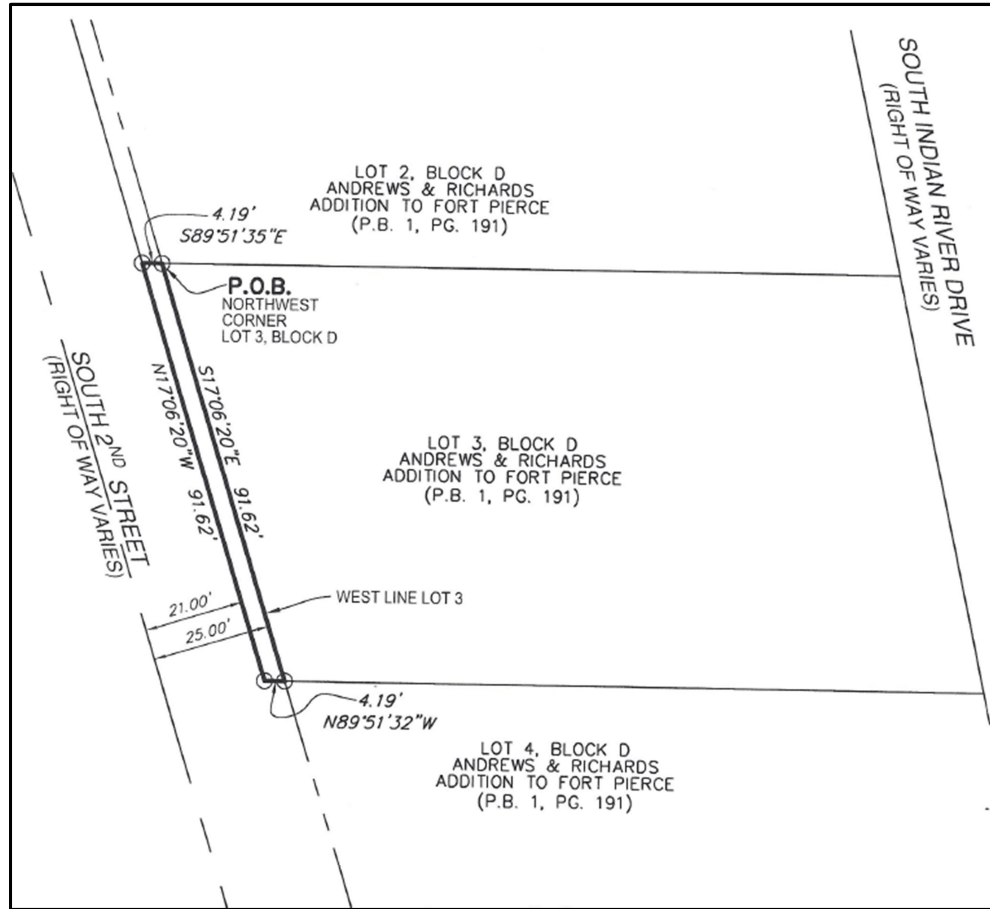 SOUTH INDIAN RIVER DRIVE
(RIGHT OF WAY VARIES)
LOT 2, BLOCK D
ANDREWS & RICHARDS
ADDITION TO FORT PIERCE
(P.B. 1, PG. 191)
4.19'
S89°51'35"E
P.O.B.
NORTHWEST
CORNER
LOT 3, BLOCK D
SOUTH 2ND STREET
(RIGHT OF WAY VARIES)
N17°06'20"W 91.62'
S17°06'20"E 91.62'
LOT 3, BLOCK D
ANDREWS & RICHARDS
ADDITION TO FORT PIERCE
(P.B. 1, PG. 191)
WEST LINE LOT 3
21.00'
25.00'
4.19'
N89°51'32"W
LOT 4, BLOCK D
ANDREWS & RICHARDS
ADDITION TO FORT PIERCE
(P.B. 1, PG. 191)